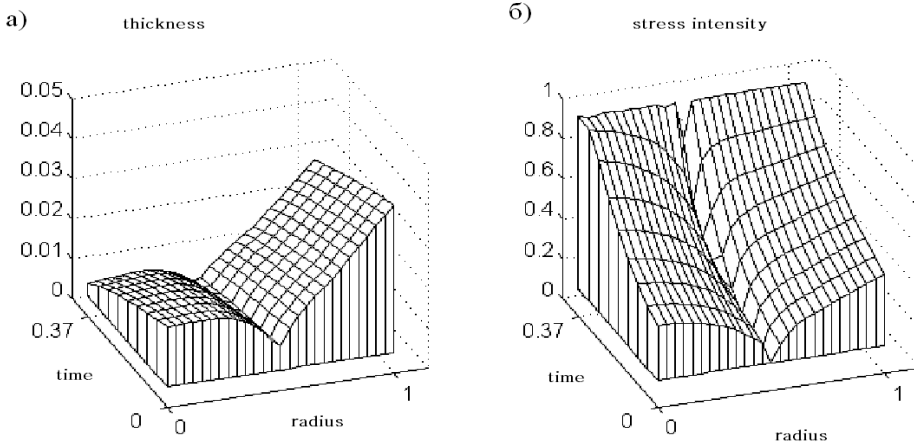 а)
thickness
0.05
0.04
0.03
0.02
0.01
0
0.37
time
0
0
radius
1
б)
stress intensity
1
0.8
0.6
0.4
0.2
0
0.37
time
0
0
radius
1